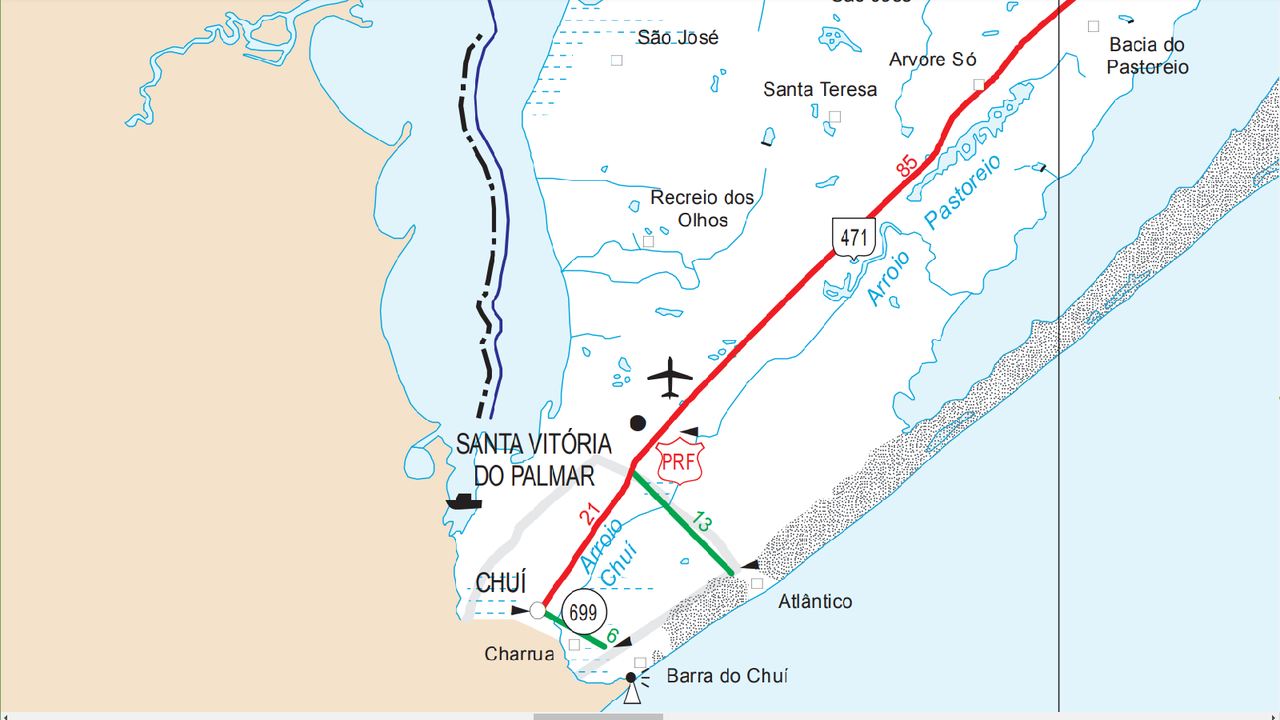 São José
Arvore Só
Bacia do
Pastoreio
Santa Teresa
85
Pastoreio
Recreio dos
Olhos
471
Arroio
SANTA VITÓRIA
DO PALMAR
PRF
21
13
Arroio
Chuí
CHUÍ
699
6
Atlântico
Charrua
Barra do Chuí